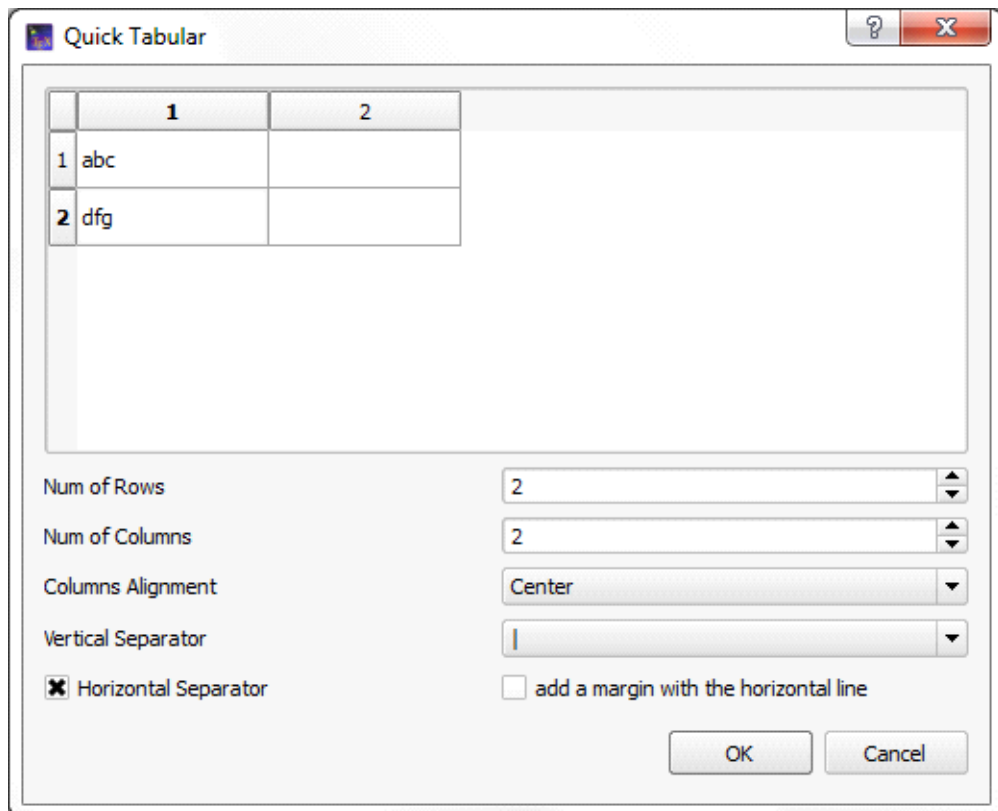 Quick Tabular
1 2
1 abc
2 dfg
Num of Rows 2
Num of Columns 2
Columns Alignment Center
Vertical Separator |
Horizontal Separator add a margin with the horizontal line
OK Cancel